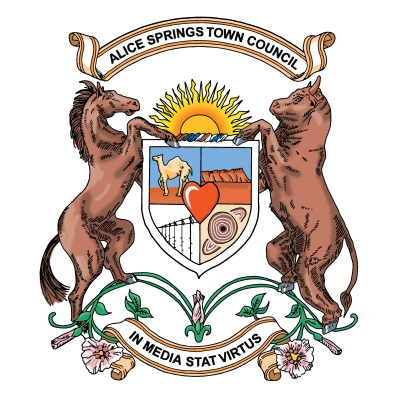 ALICE SPRINGS TOWN COUNCIL
IN MEDIA STAT VIRTUS